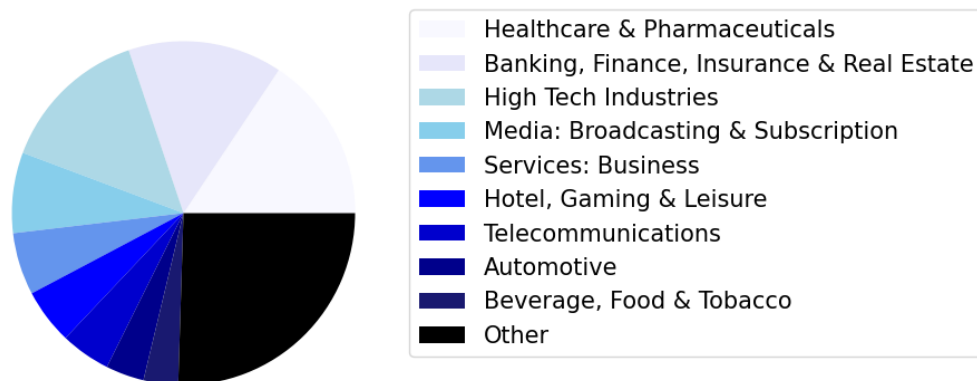 Healthcare & Pharmaceuticals
Banking, Finance, Insurance & Real Estate
High Tech Industries
Media: Broadcasting & Subscription
Services: Business
Hotel, Gaming & Leisure
Telecommunications
Automotive
Beverage, Food & Tobacco
Other